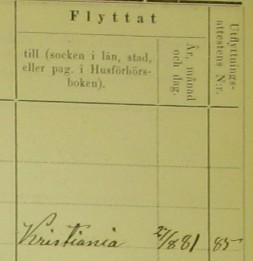 Flyttat
till (socken i län, stad,
eller pag. i Husförhörs-
boken).
År, månad
och dag.
Utflyttnings-
attestens N:r.
Kristiania 27/8 81 85